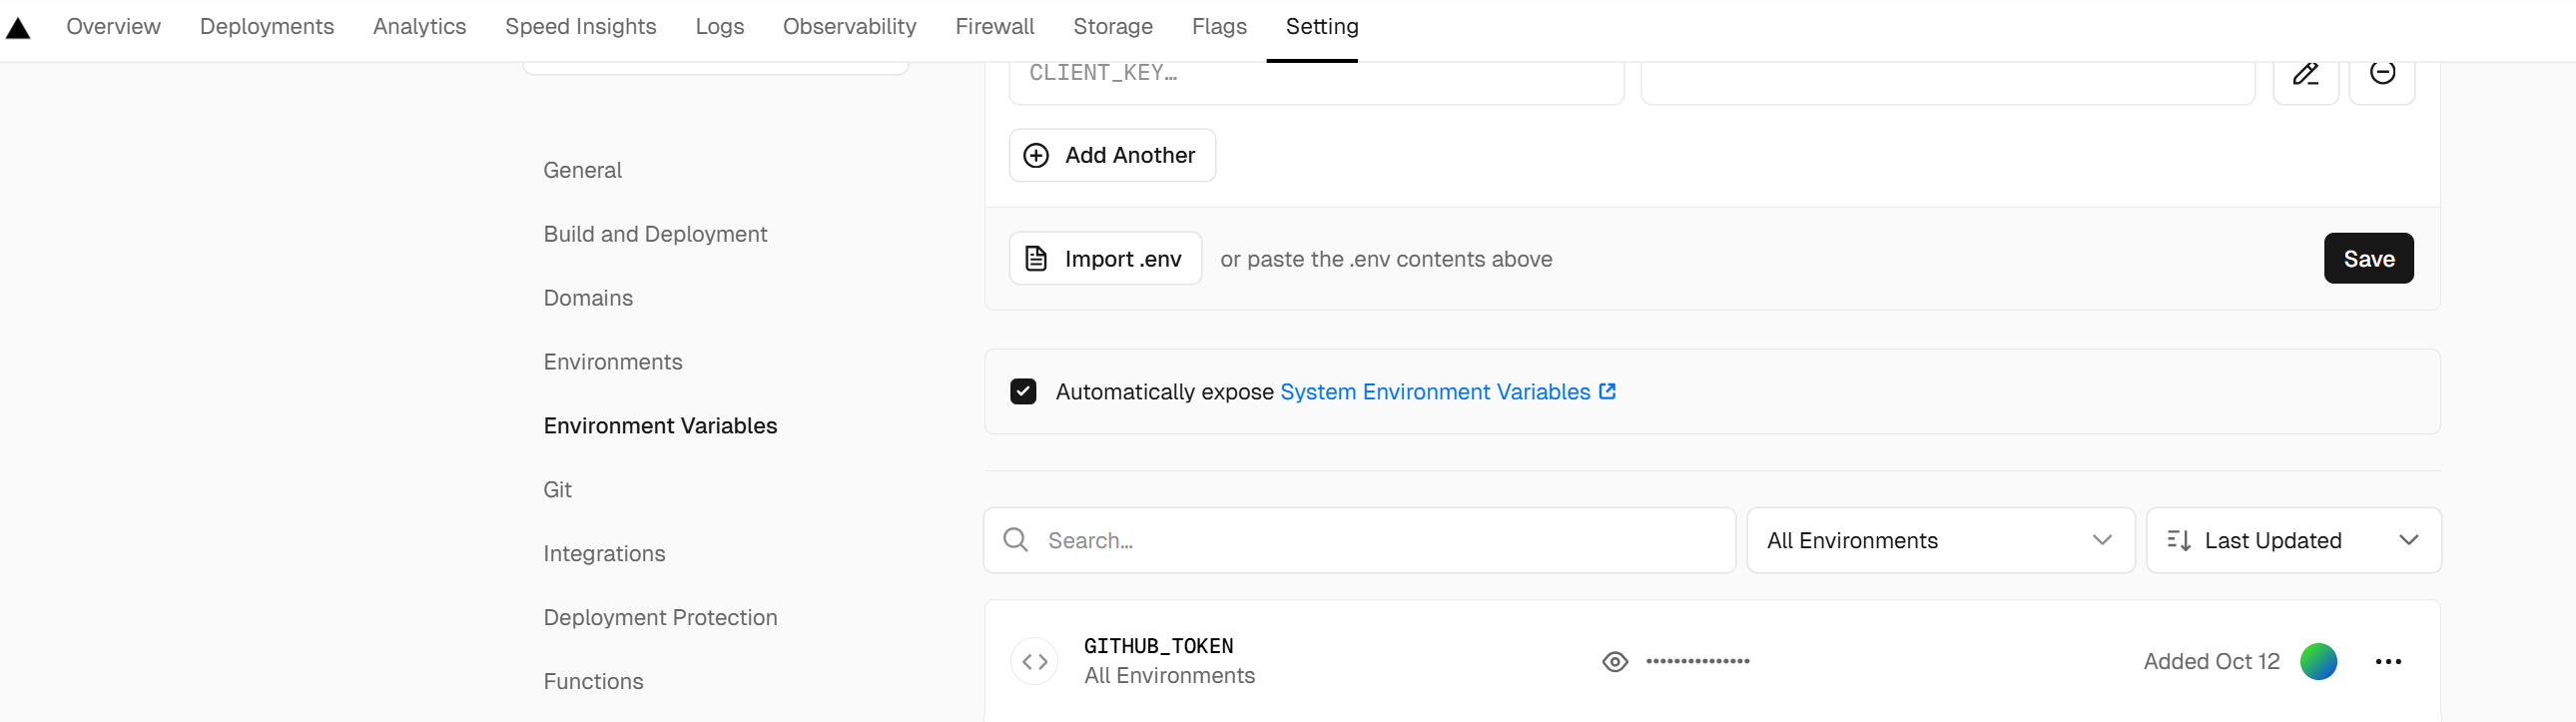 Overview Deployments Analytics Speed Insights Logs Observability Firewall Storage Flags Setting
CLIENT_KEY...
Add Another
Import .env or paste the .env contents above Save
Automatically expose System Environment Variables
General
Build and Deployment
Domains
Environments
Environment Variables
Git
Integrations
Deployment Protection
Functions
Search... All Environments Last Updated
GITHUB_TOKEN
All Environments
Added Oct 12